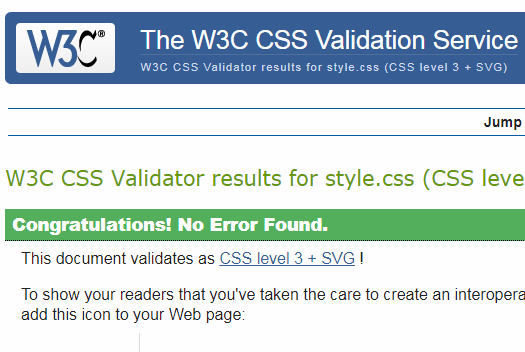 W3C®
The W3C CSS Validation Service
W3C CSS Validator results for style.css (CSS level 3 + SVG)
Jump
W3C CSS Validator results for style.css (CSS leve
Congratulations! No Error Found.
This document validates as CSS level 3 + SVG !
To show your readers that you've taken the care to create an interopera
add this icon to your Web page: